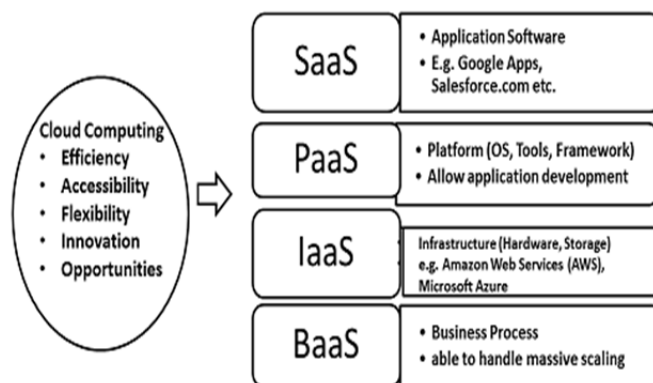 Cloud Computing
• Efficiency
• Accessibility
• Flexibility
• Innovation
• Opportunities
SaaS
• Application Software
• E.g. Google Apps,
Salesforce.com etc.
PaaS
• Platform (OS, Tools, Framework)
• Allow application development
IaaS
Infrastructure (Hardware, Storage)
e.g. Amazon Web Services (AWS),
Microsoft Azure
BaaS
• Business Process
• able to handle massive scaling